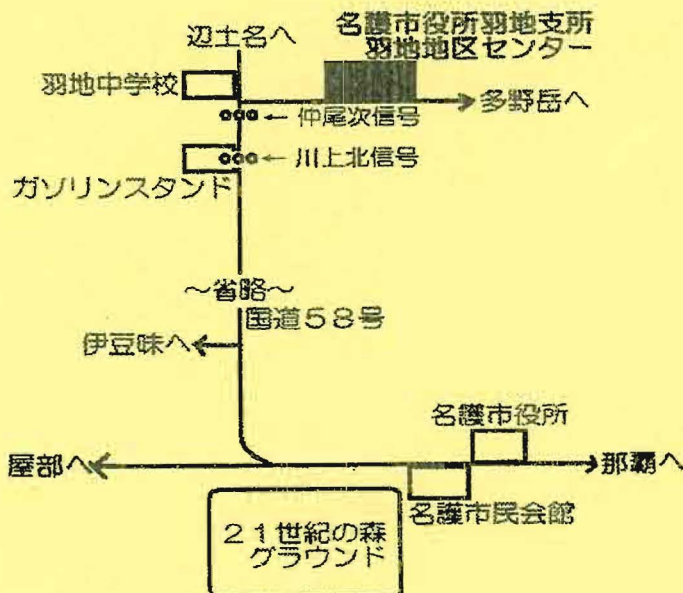 名護市役所羽地支所
羽地地区センター
辺土名へ
羽地中学校
多野岳へ
←仲尾次信号
←川上北信号
ガソリンスタンド
～省略～
国道58号
伊豆味へ
名護市役所
屋部へ
那覇へ
名護市民会館
21世紀の森
グラウンド